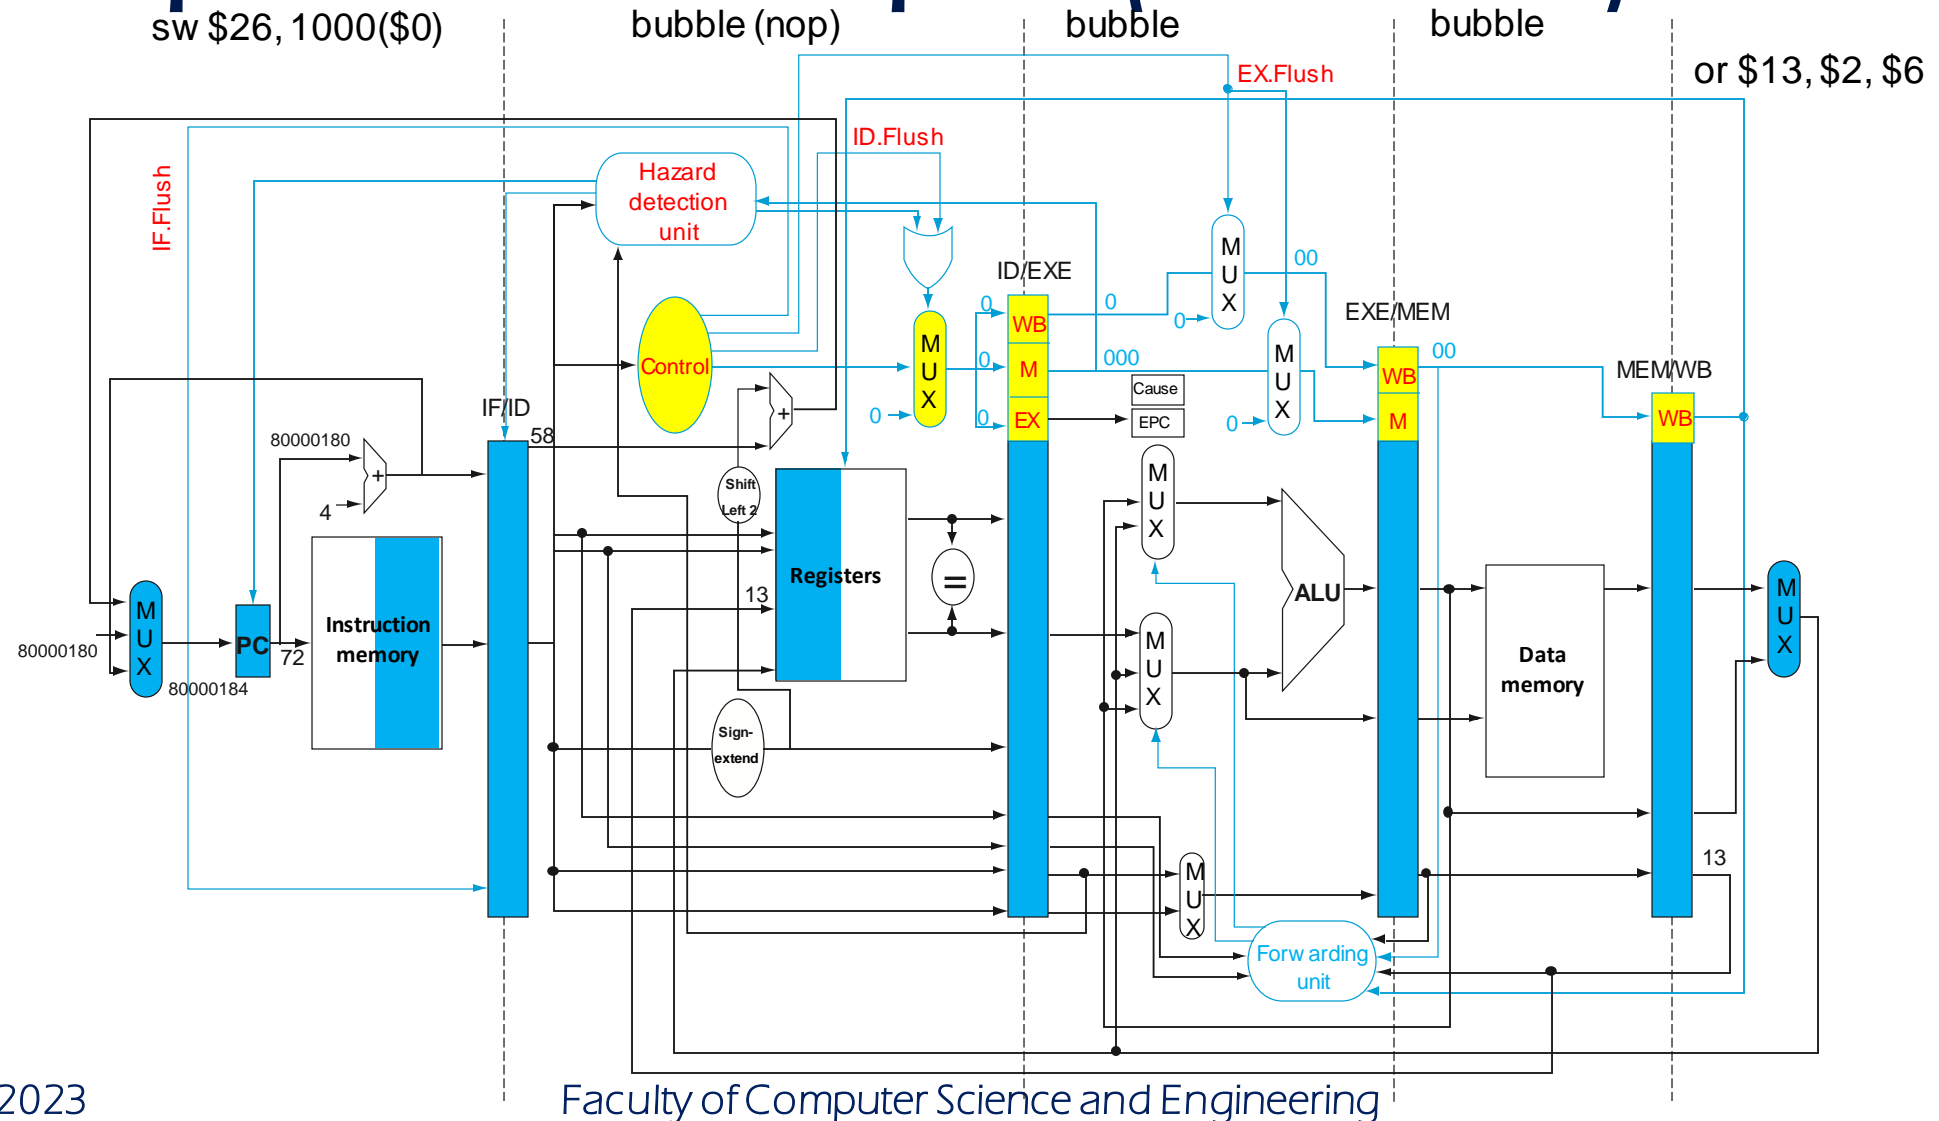 sw $26, 1000($0)
bubble (nop)
bubble
bubble
or $13, $2, $6
EX.Flush
ID.Flush
IF.Flush
Hazard
detection
unit
M
U
X
00
ID/EXE
0
WB
0
0
EXE/MEM
Control
M
U
X
0
M
000
M
U
X
WB
00
MEM/WB
0
Cause
0
EX
EPC
M
WB
IF/ID
58
+
80000180
+
4
Shift
Left 2
M
U
X
Registers
=
13
ALU
M
U
X
80000180
PC
72
80000184
Instruction
memory
M
U
X
Data
memory
M
U
X
Sign-
extend
M
U
X
13
Forwarding
unit
2023
Faculty of Computer Science and Engineering